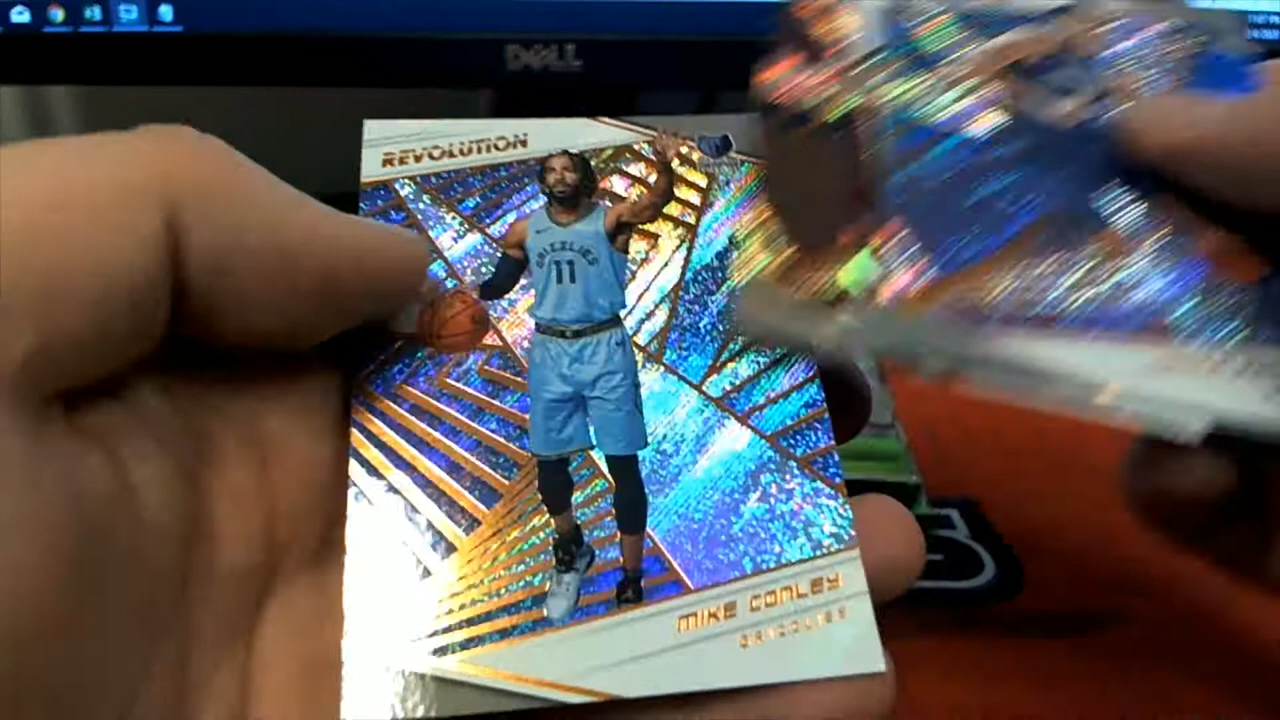 DELL
REVOLUTION
GRIZZLIES
11
MIKE CONLEY
GRIZZLIES